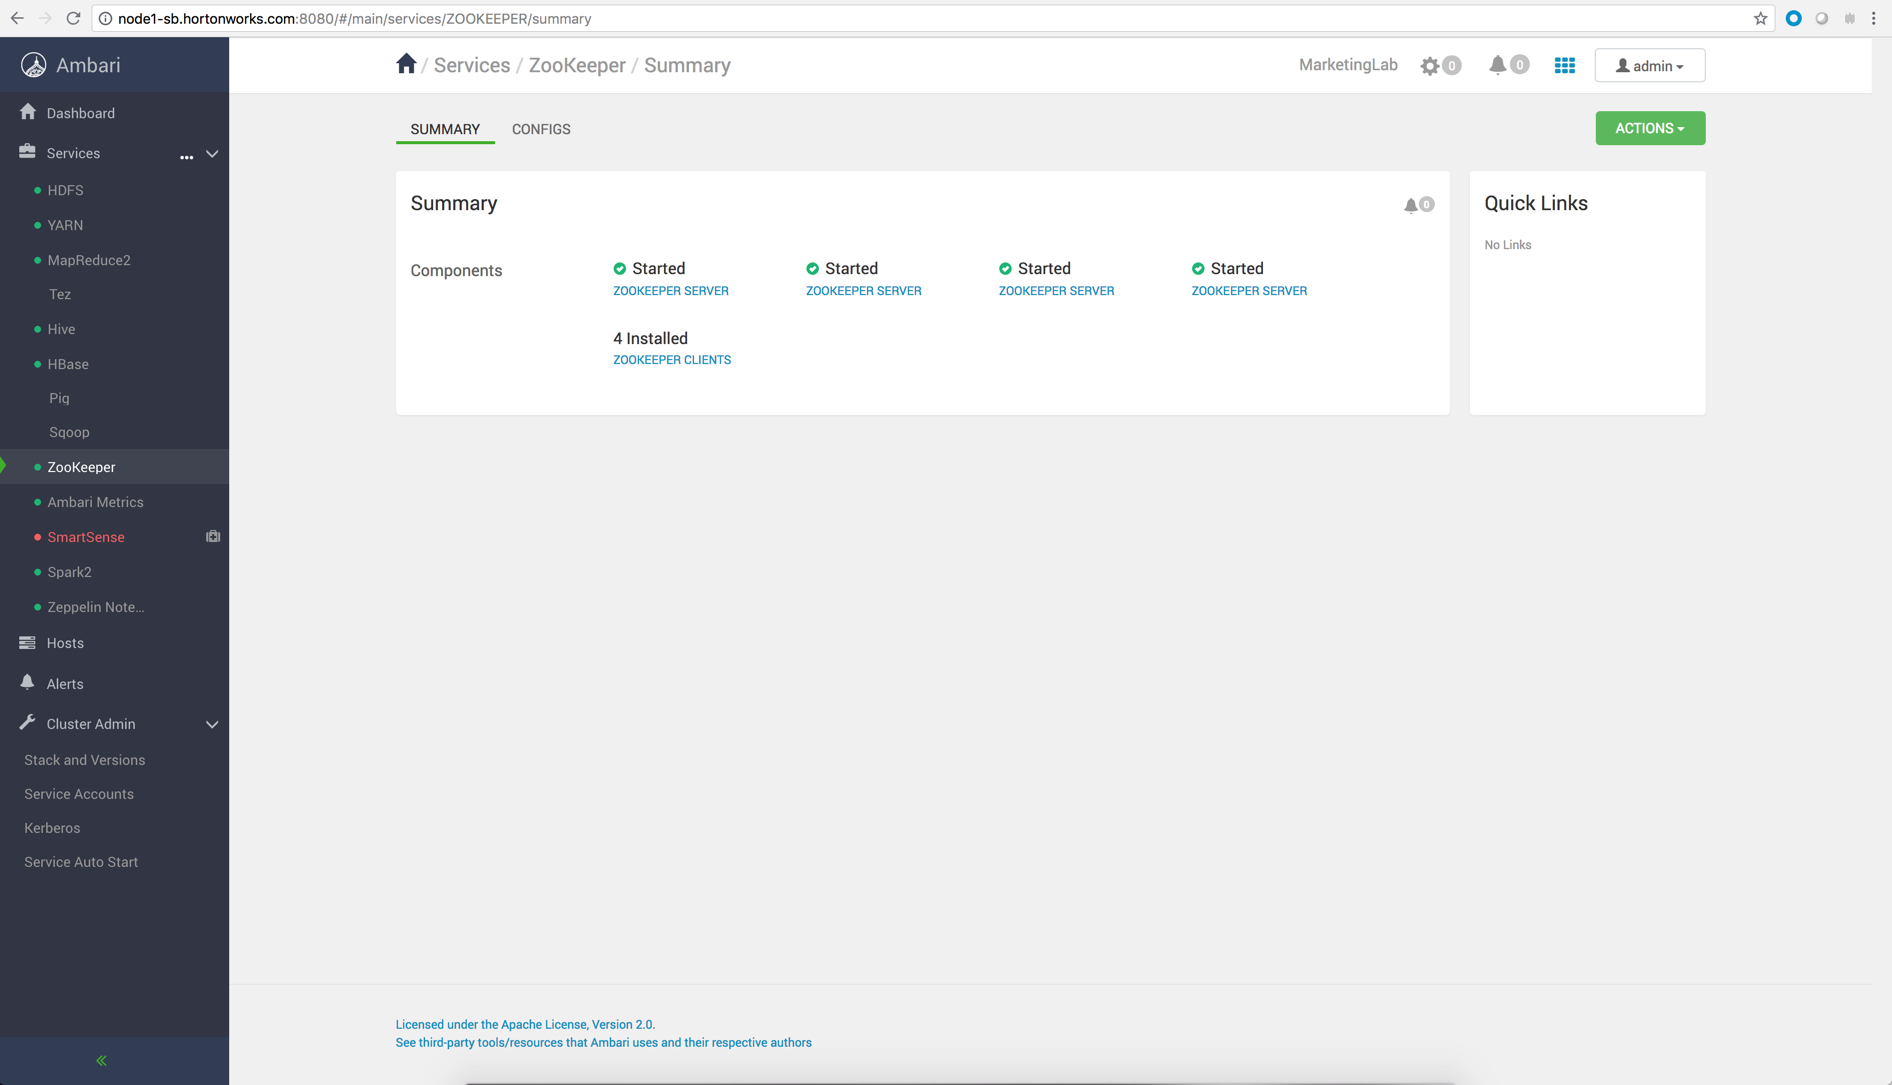 node1-sb.hortonworks.com:8080/#/main/services/ZOOKEEPER/summary
Ambari
/ Services / ZooKeeper / Summary
MarketingLab
0
0
admin
Dashboard
Services
...
HDFS
YARN
MapReduce2
Tez
Hive
HBase
Pig
Sqoop
ZooKeeper
Ambari Metrics
SmartSense
Spark2
Zeppelin Note...
Hosts
Alerts
Cluster Admin
Stack and Versions
Service Accounts
Kerberos
Service Auto Start
SUMMARY
CONFIGS
ACTIONS
Summary
0
Components
Started
ZOOKEEPER SERVER
Started
ZOOKEEPER SERVER
Started
ZOOKEEPER SERVER
Started
ZOOKEEPER SERVER
4 Installed
ZOOKEEPER CLIENTS
Quick Links
No Links
Licensed under the Apache License, Version 2.0.
See third-party tools/resources that Ambari uses and their respective authors